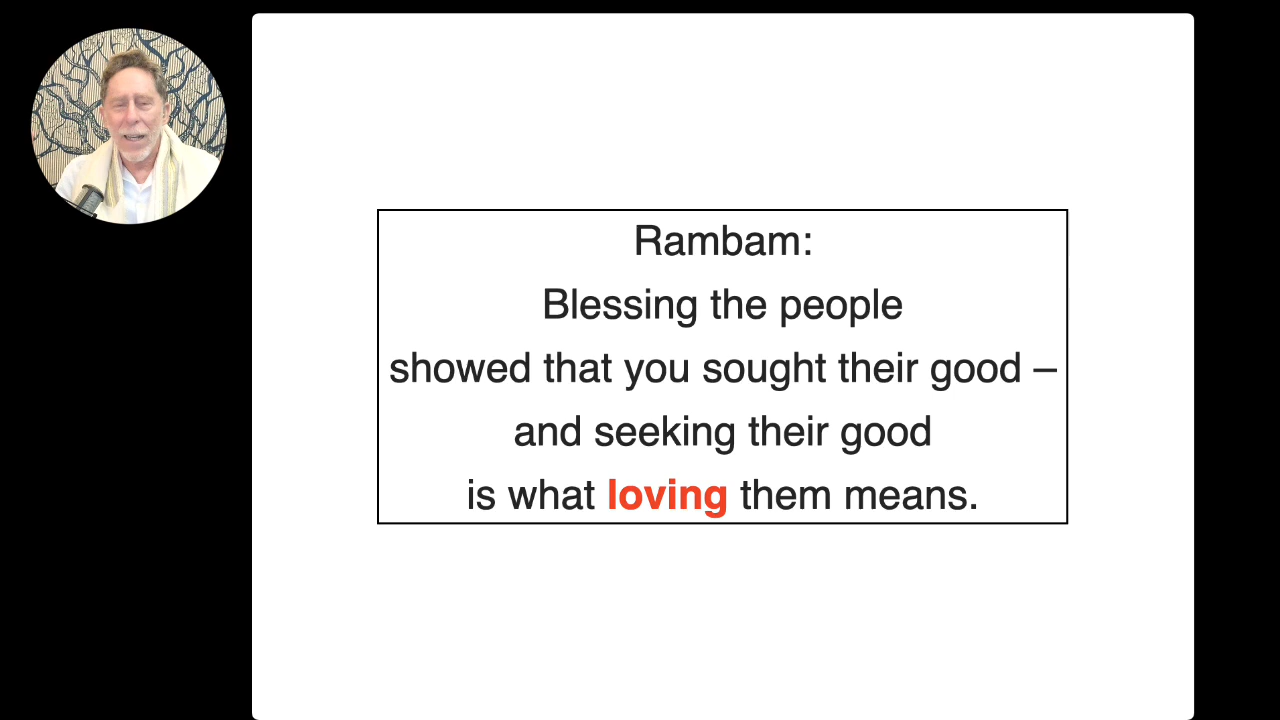 Rambam:
Blessing the people
showed that you sought their good –
and seeking their good
is what loving them means.